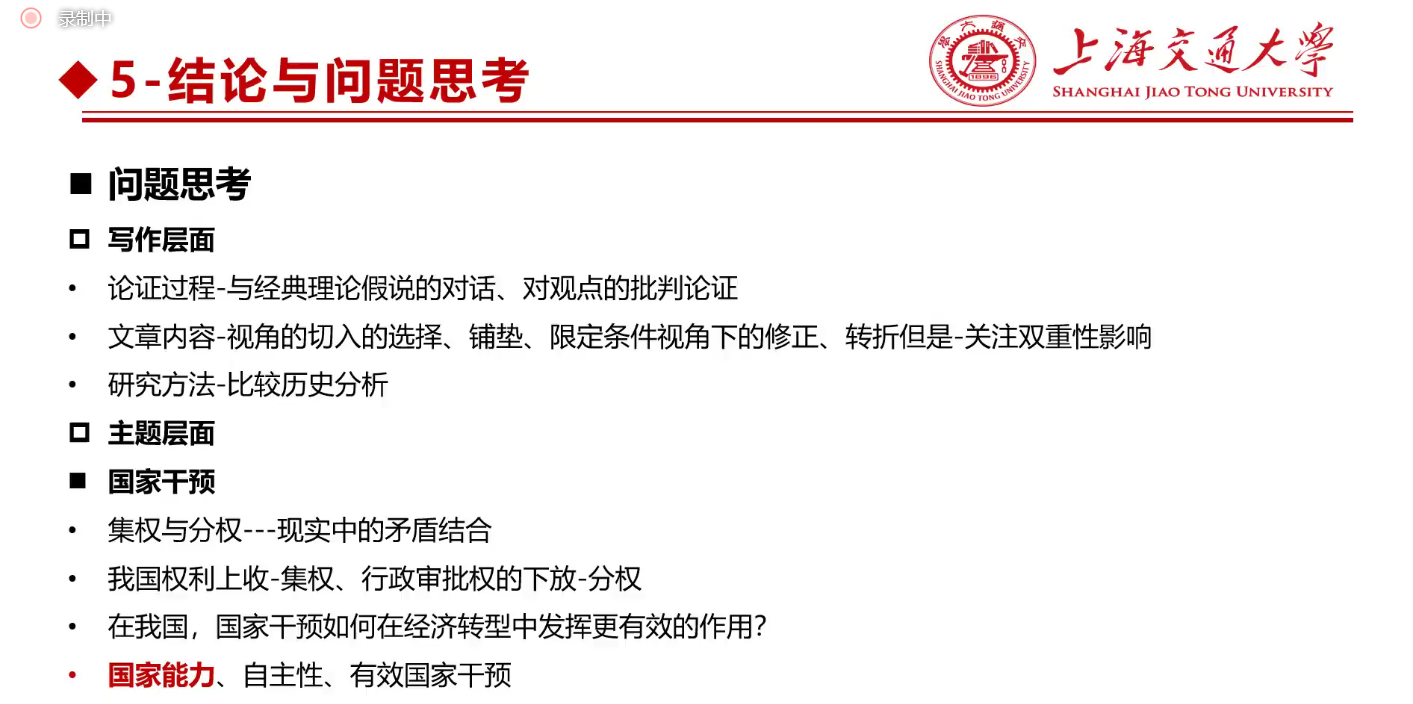 录制中
5-结论与问题思考
上海交通大学
SHANGHAI JIAO TONG UNIVERSITY
SHANGHAI JIAO TONG UNIVERSITY
1896
问题思考
写作层面
论证过程-与经典理论假说的对话、对观点的批判论证
文章内容-视角的切入的选择、铺垫、限定条件视角下的修正、转折但是-关注双重性影响
研究方法-比较历史分析
主题层面
国家干预
集权与分权---现实中的矛盾结合
我国权利上收-集权、行政审批权的下放-分权
在我国，国家干预如何在经济转型中发挥更有效的作用？
国家能力、自主性、有效国家干预